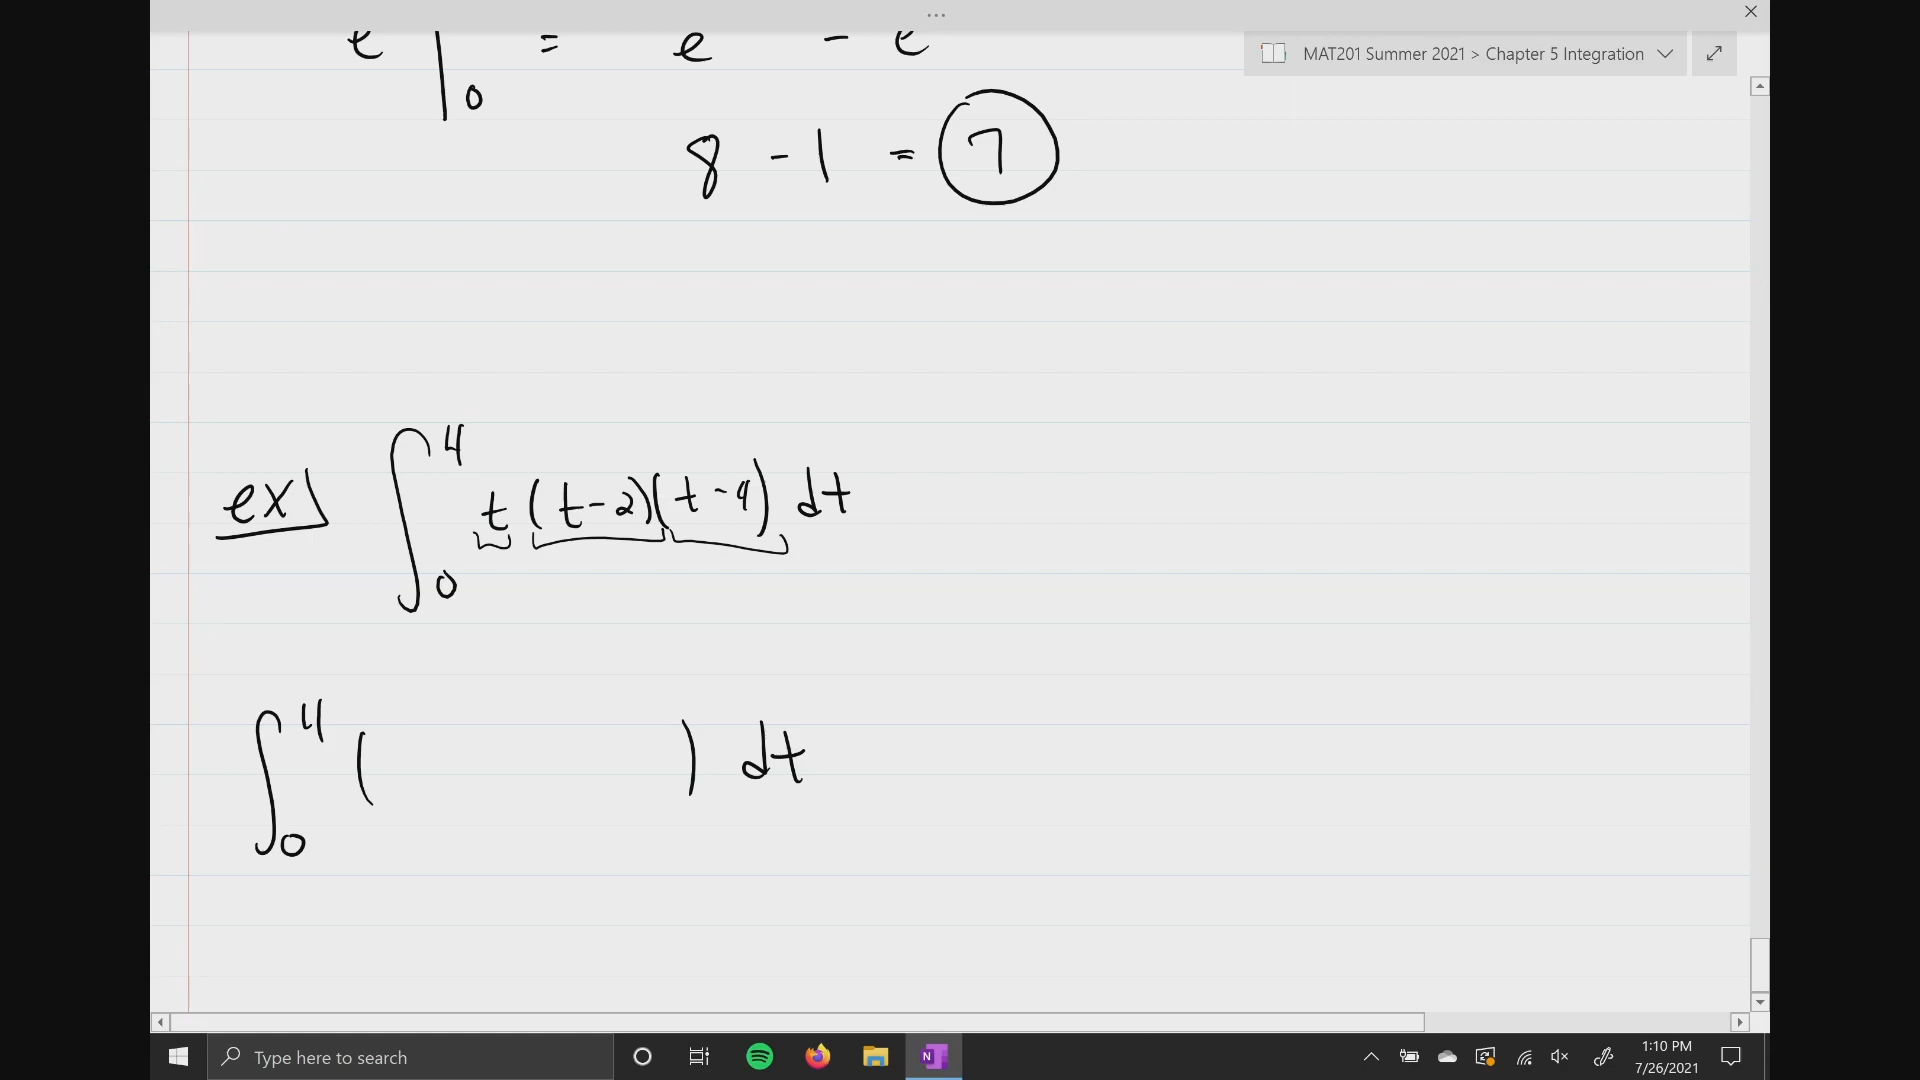 MAT201 Summer 2021 > Chapter 5 Integration
e |₀ = e - e
8 - 1 = 7
ex) ∫₀⁴ t (t-2)(t-4) dt
∫₀⁴ ( ) dt
Type here to search
1:10 PM
7/26/2021